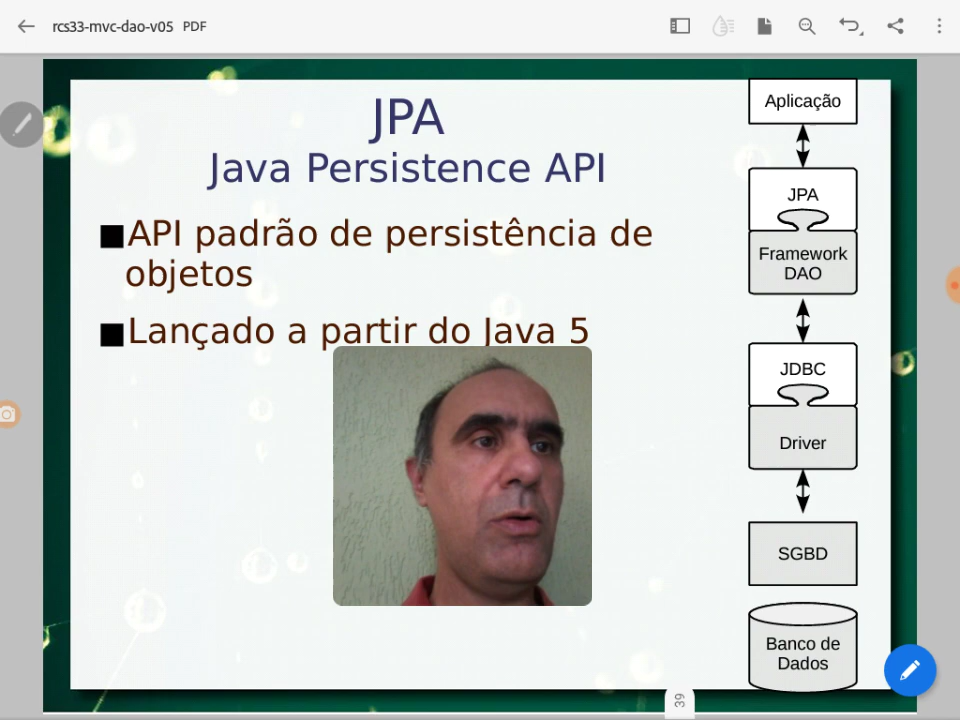 rcs33-mvc-dao-v05 PDF
JPA
Java Persistence API
API padrão de persistência de
objetos
Lançado a partir do Java 5
Aplicação
JPA
Framework
DAO
JDBC
Driver
SGBD
Banco de
Dados
39